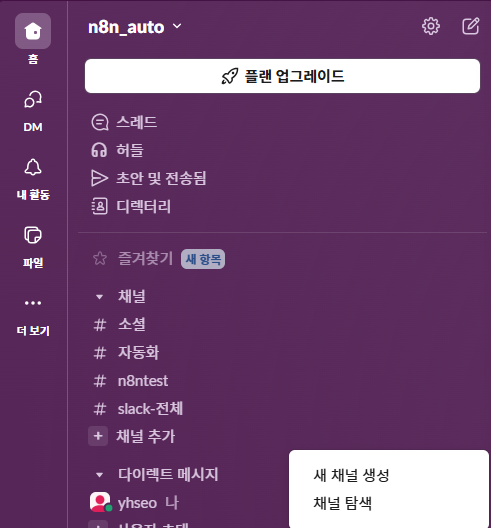 n8n_auto
홈
플랜 업그레이드
DM
스레드
허들
초안 및 전송됨
내 활동
디렉터리
즐겨찾기 새 항목
파일
채널
# 소셜
더 보기
# 자동화
# n8ntest
# slack-전체
+ 채널 추가
다이렉트 메시지
새 채널 생성
yhseo 나
채널 탐색